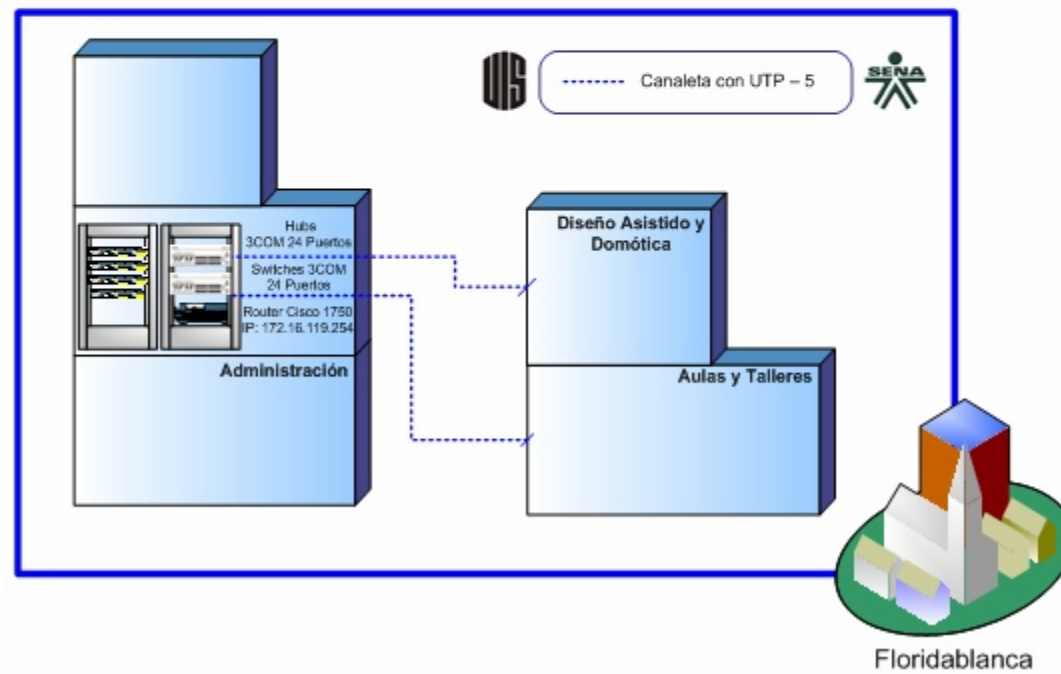 UIS
Canaleta con UTP – 5
SENA
Hubs
3COM 24 Puertos
Switches 3COM
24 Puertos
Router Cisco 1750
IP: 172.16.119.254
Administración
Diseño Asistido y
Domótica
Aulas y Talleres
Floridablanca